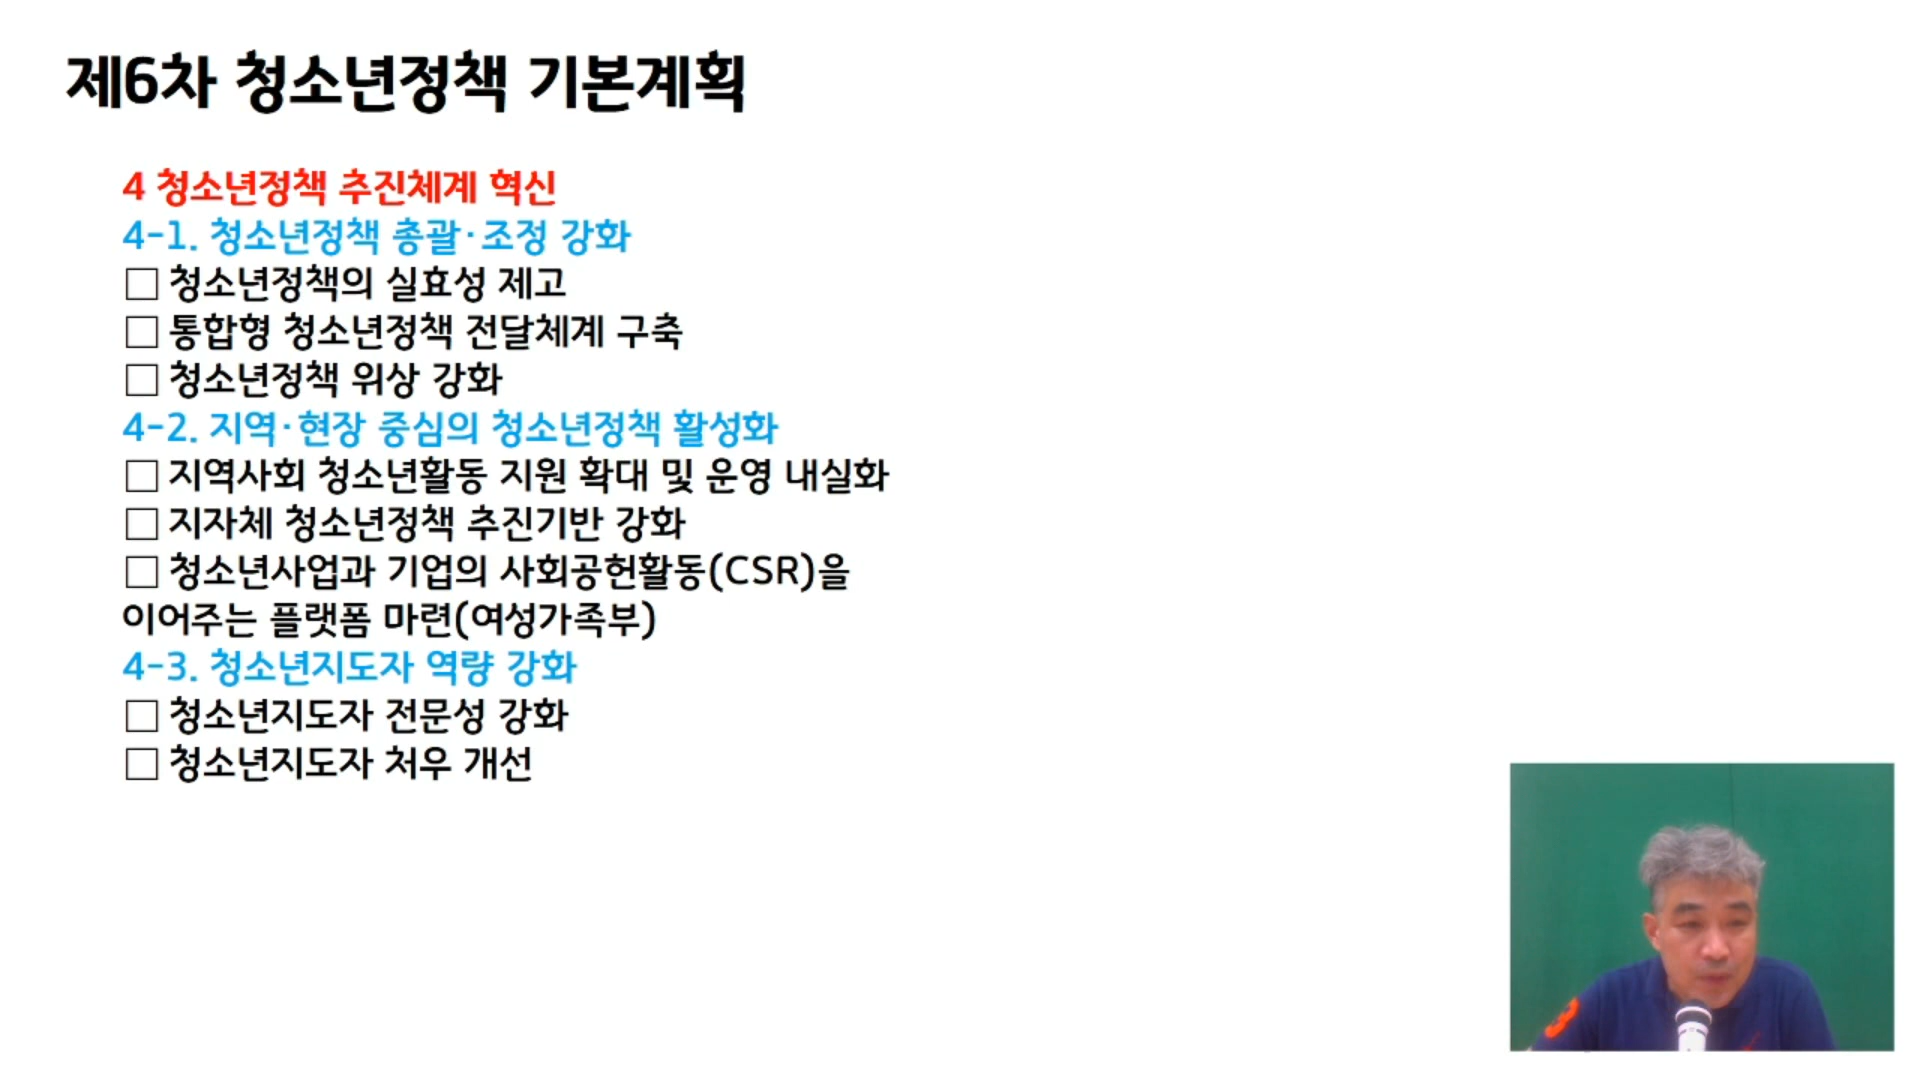 제6차 청소년정책 기본계획
4 청소년정책 추진체계 혁신
4-1. 청소년정책 총괄·조정 강화
□ 청소년정책의 실효성 제고
□ 통합형 청소년정책 전달체계 구축
□ 청소년정책 위상 강화
4-2. 지역·현장 중심의 청소년정책 활성화
□ 지역사회 청소년활동 지원 확대 및 운영 내실화
□ 지자체 청소년정책 추진기반 강화
□ 청소년사업과 기업의 사회공헌활동(CSR)을
이어주는 플랫폼 마련(여성가족부)
4-3. 청소년지도자 역량 강화
□ 청소년지도자 전문성 강화
□ 청소년지도자 처우 개선
3